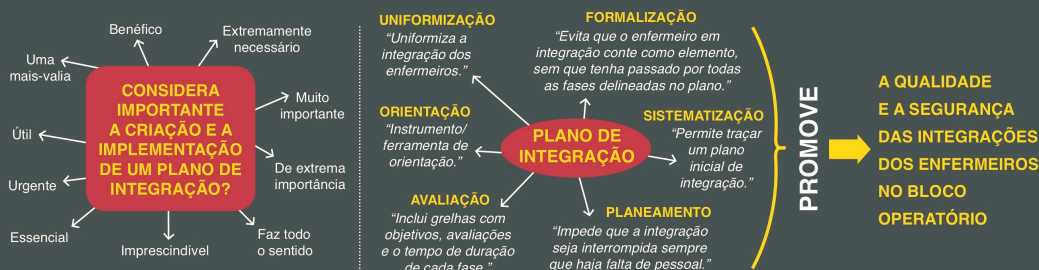 Benéfico
Extremamente
necessário
Uma
mais-valia
CONSIDERA
IMPORTANTE
A CRIAÇÃO E A
IMPLEMENTAÇÃO
DE UM PLANO DE
INTEGRAÇÃO?
Muito
importante
Útil
De extrema
importância
Urgente
Essencial
Imprescindível
Faz todo
o sentido
UNIFORMIZAÇÃO
“Uniformiza a
integração dos
enfermeiros.”
FORMALIZAÇÃO
“Evita que o enfermeiro em
integração conte como elemento,
sem que tenha passado por todas
as fases delineadas no plano.”
ORIENTAÇÃO
“Instrumento/
ferramenta de
orientação.”
PLANO DE
INTEGRAÇÃO
SISTEMATIZAÇÃO
“Permite traçar
um plano
inicial de
integração.”
AVALIAÇÃO
“Inclui grelhas com
objetivos, avaliações
e o tempo de duração
de cada fase.”
PLANEAMENTO
“Impede que a integração
seja interrompida sempre
que haja falta de pessoal.”
PROMOVE
A QUALIDADE
E A SEGURANÇA
DAS INTEGRAÇÕES
DOS ENFERMEIROS
NO BLOCO
OPERATÓRIO